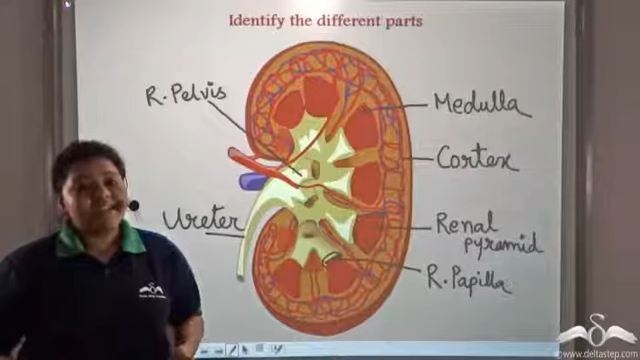 Identify the different parts
R. Pelvis
Medulla
Cortex
Ureter
Renal
pyramid
R. Papilla
©www.deltastep.com